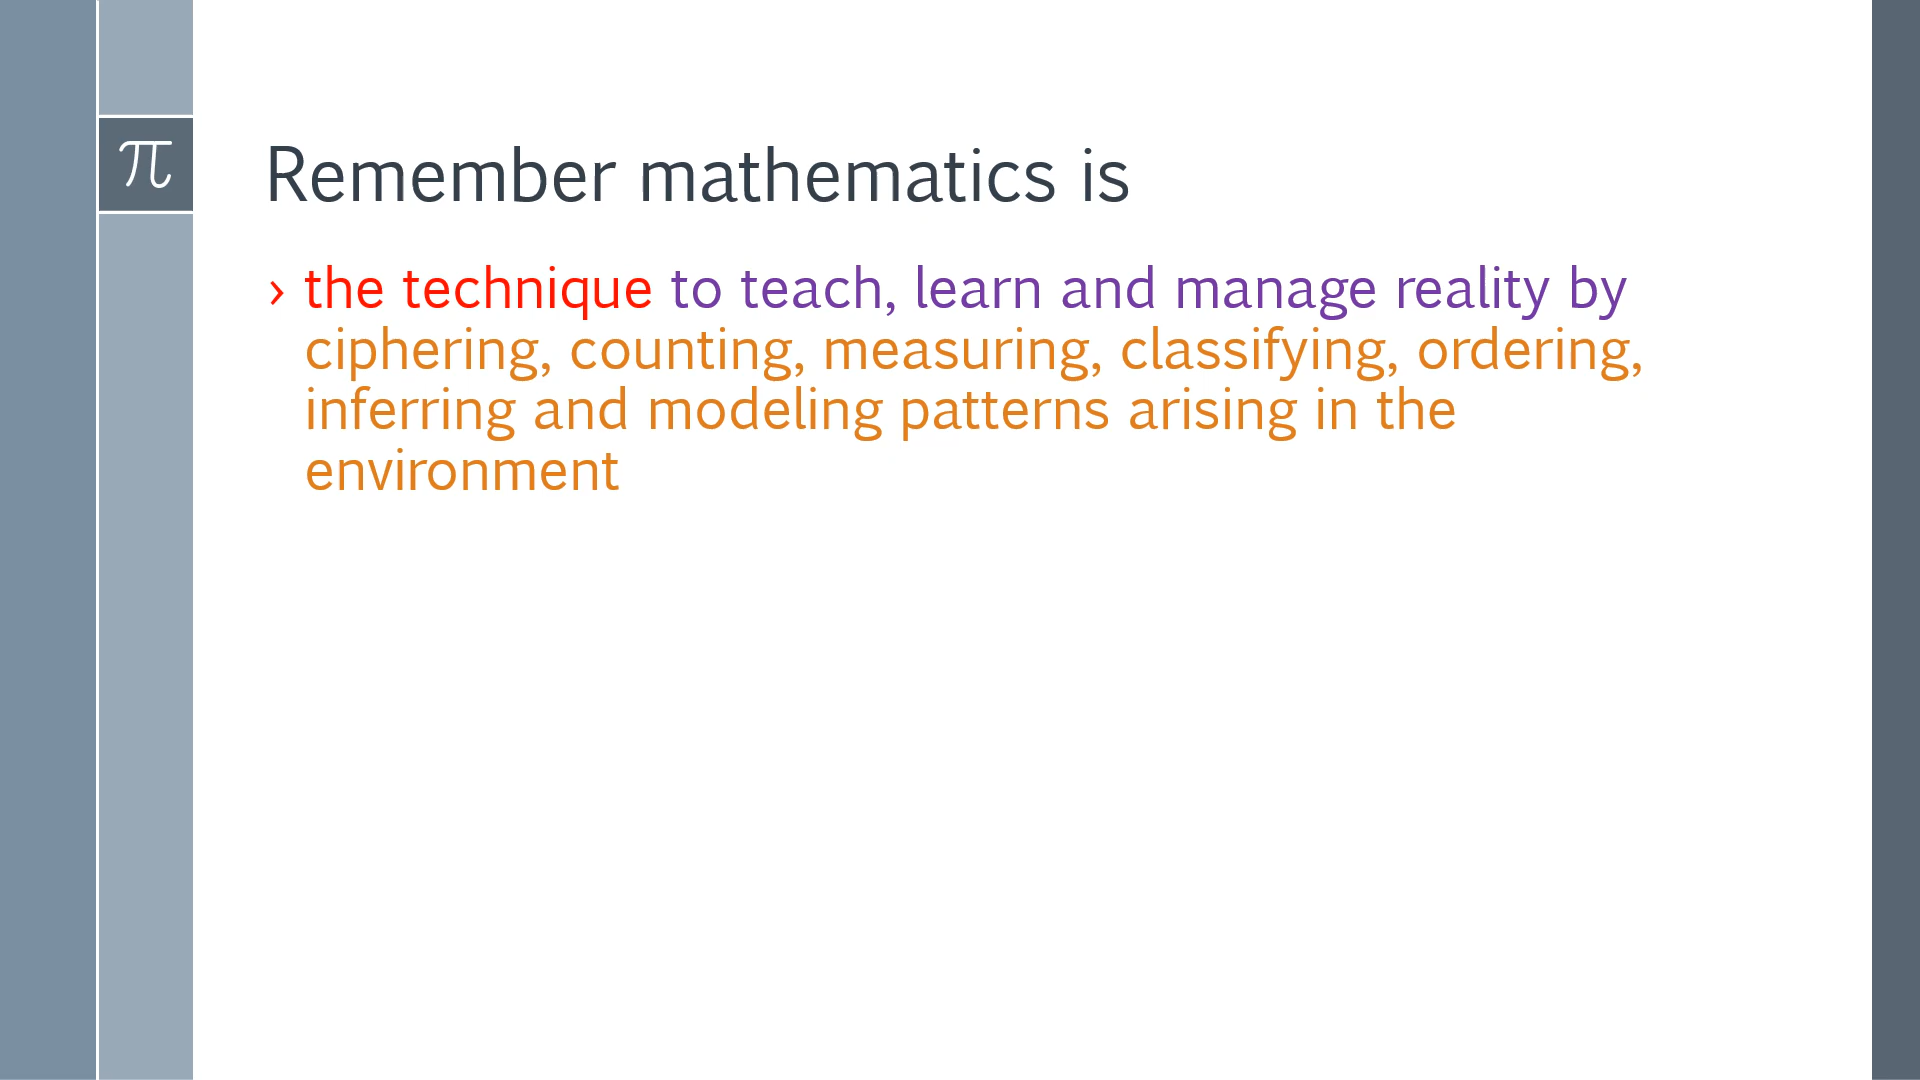 π
Remember mathematics is
› the technique to teach, learn and manage reality by
ciphering, counting, measuring, classifying, ordering,
inferring and modeling patterns arising in the
environment